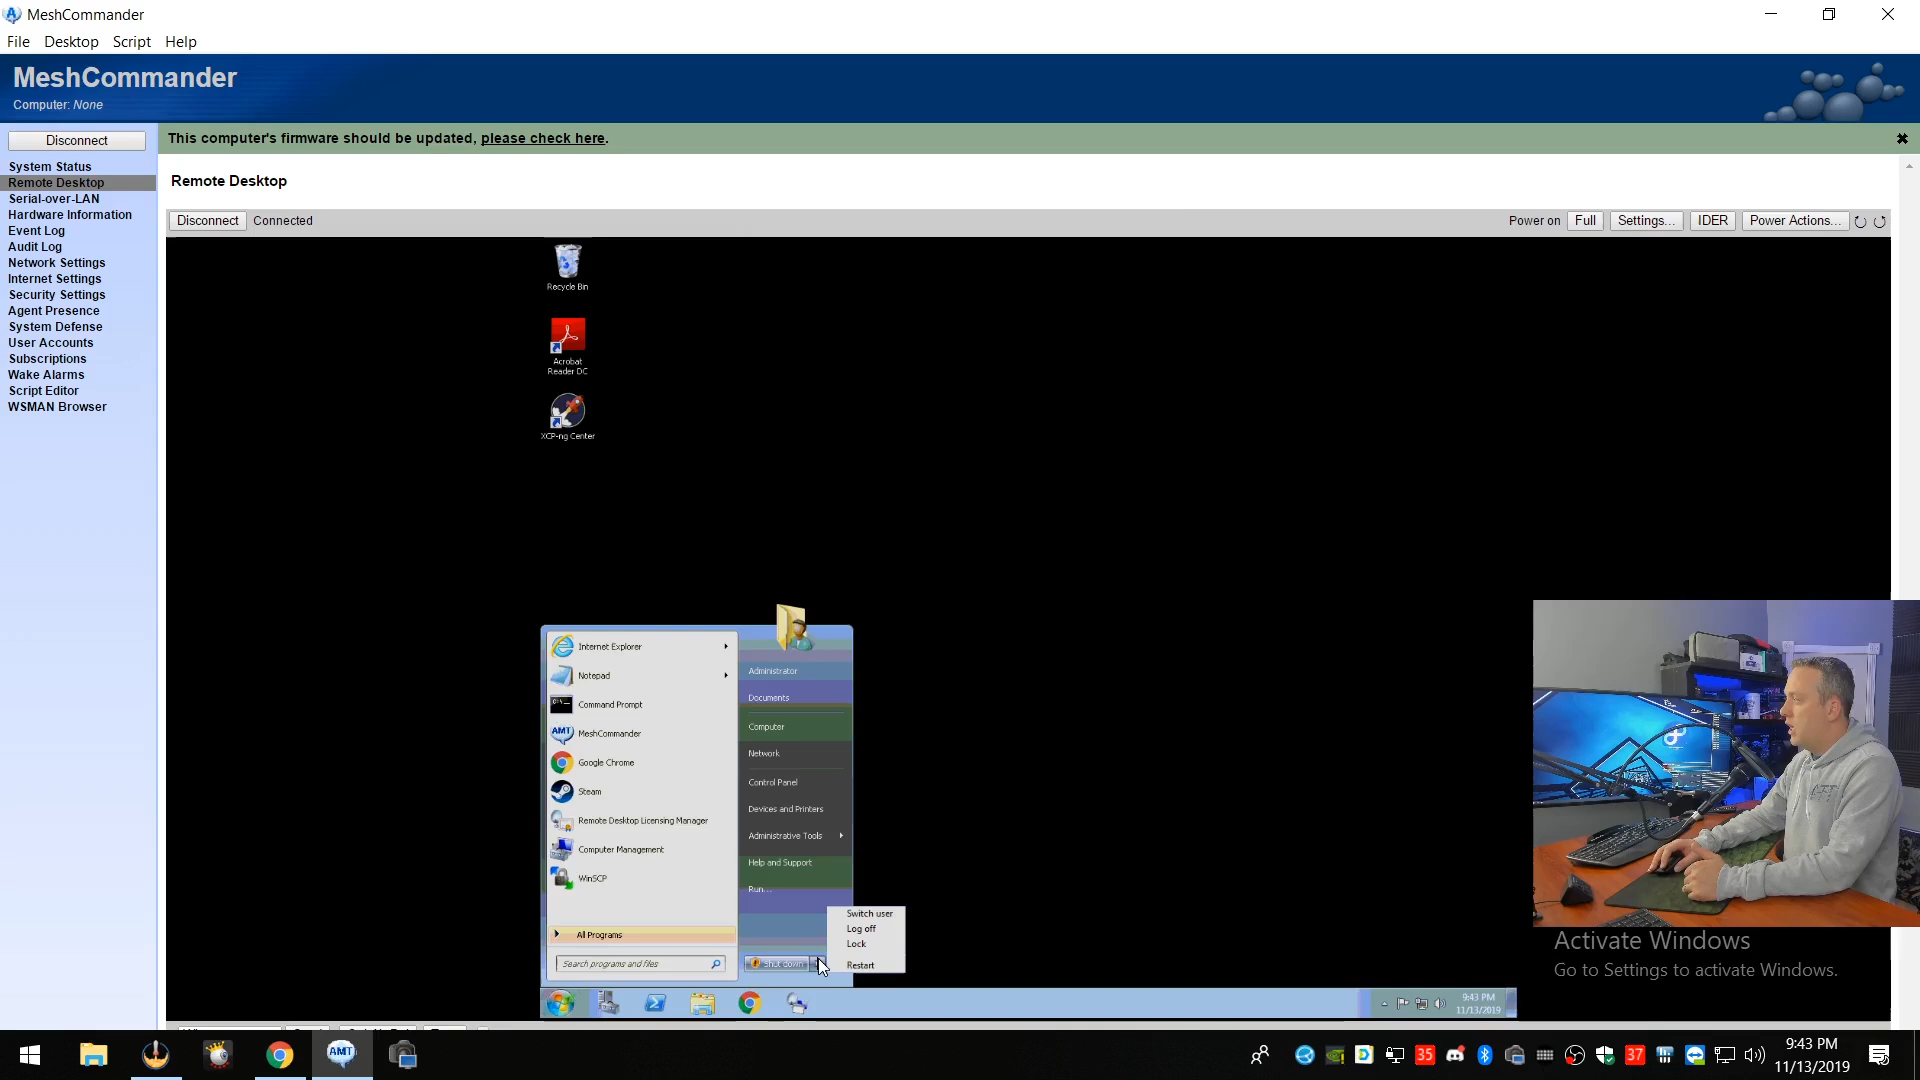 MeshCommander
File Desktop Script Help
MeshCommander
Computer: None
Disconnect
This computer's firmware should be updated, please check here.
System Status
Remote Desktop
Serial-over-LAN
Hardware Information
Event Log
Audit Log
Network Settings
Internet Settings
Security Settings
Agent Presence
System Defense
User Accounts
Subscriptions
Wake Alarms
Script Editor
WSMAN Browser
Remote Desktop
Disconnect Connected Power on Full Settings... IDER Power Actions...
Recycle Bin
Acrobat
Reader DC
XCP-ng Center
Internet Explorer
Notepad
Command Prompt
AMT MeshCommander
Google Chrome
Steam
Remote Desktop Licensing Manager
Computer Management
WinSCP
All Programs
Search programs and files
Administrator
Documents
Computer
Network
Control Panel
Devices and Printers
Administrative Tools
Help and Support
Run...
Shut down
Switch user
Log off
Lock
Restart
9:43 PM
11/13/2019
Activate Windows
Go to Settings to activate Windows.
AMT
35
37
9:43 PM
11/13/2019